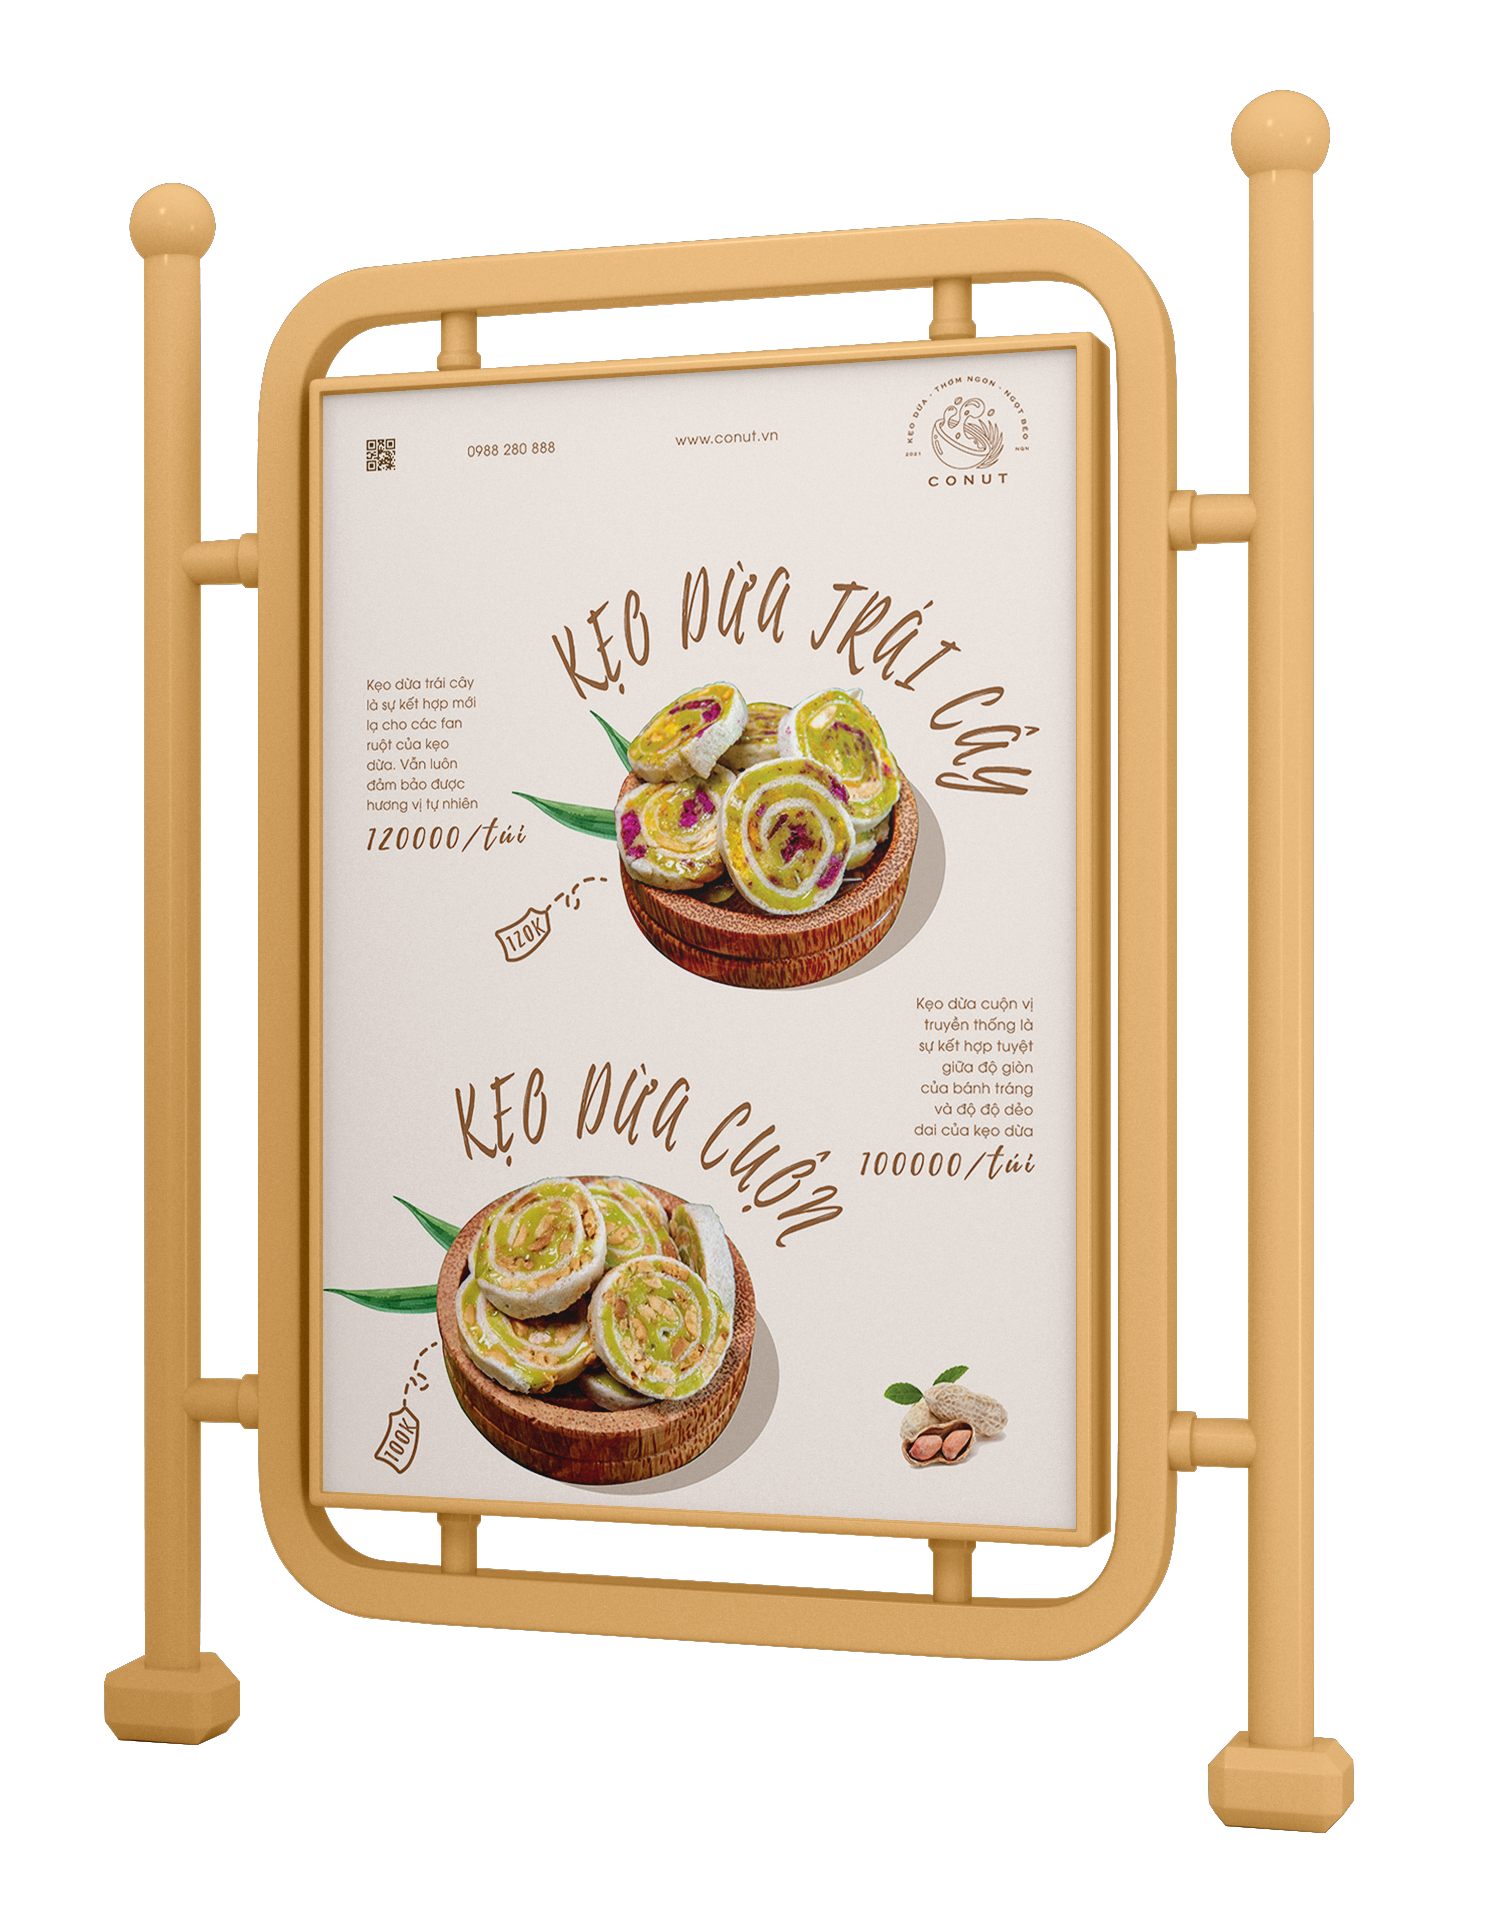 0988 280 888
www.conut.vn
KẸO DỪA · THƠM NGON · NGỌT BÉO
2021
NQN
CONUT
KẸO DỪA TRÁI CÂY
Kẹo dừa trái cây
là sự kết hợp mới
lạ cho các fan
ruột của kẹo
dừa. Vẫn luôn
đảm bảo được
hương vị tự nhiên
120000/túi
120K
Kẹo dừa cuộn vị
truyền thống là
sự kết hợp tuyệt
giữa độ giòn
của bánh tráng
và độ độ dẻo
dai của kẹo dừa
100000/túi
KẸO DỪA CUỘN
100K